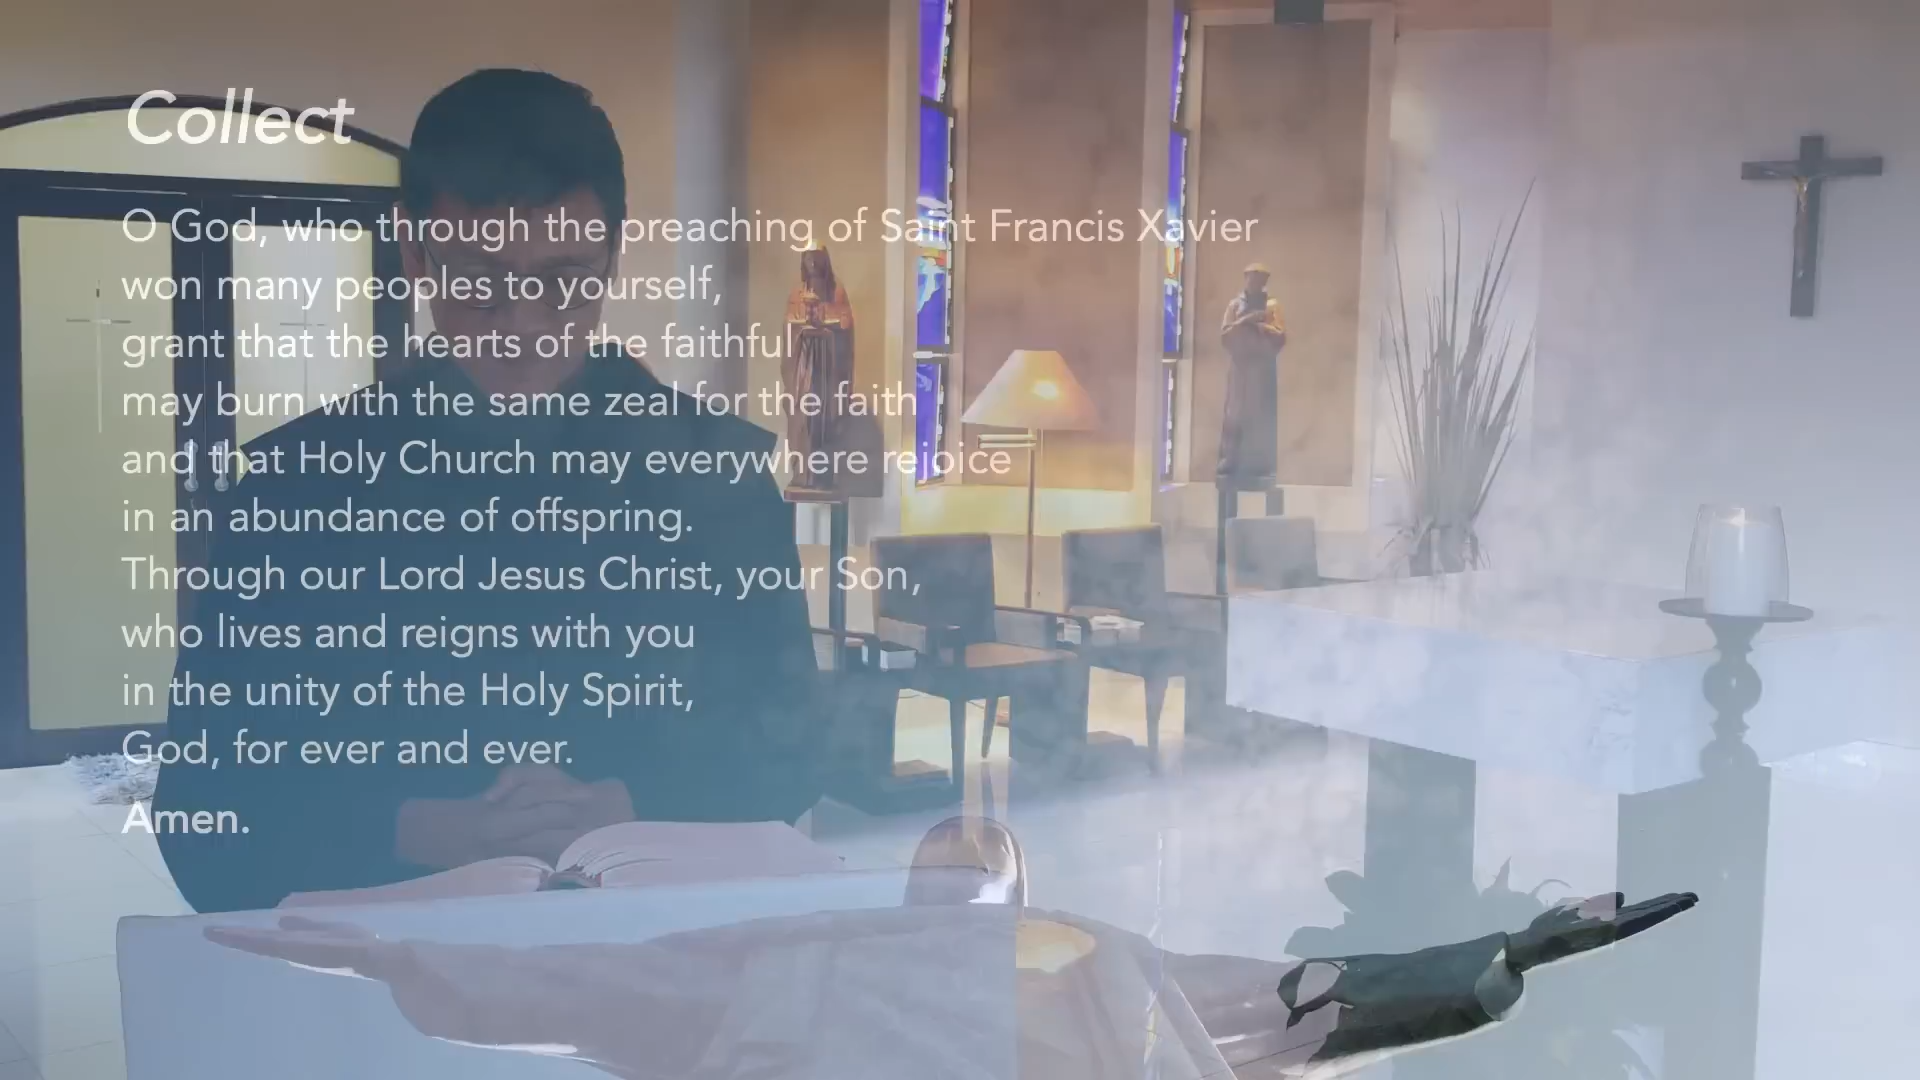 Collect
O God, who through the preaching of Saint Francis Xavier
won many peoples to yourself,
grant that the hearts of the faithful
may burn with the same zeal for the faith
and that Holy Church may everywhere rejoice
in an abundance of offspring.
Through our Lord Jesus Christ, your Son,
who lives and reigns with you
in the unity of the Holy Spirit,
God, for ever and ever.
Amen.